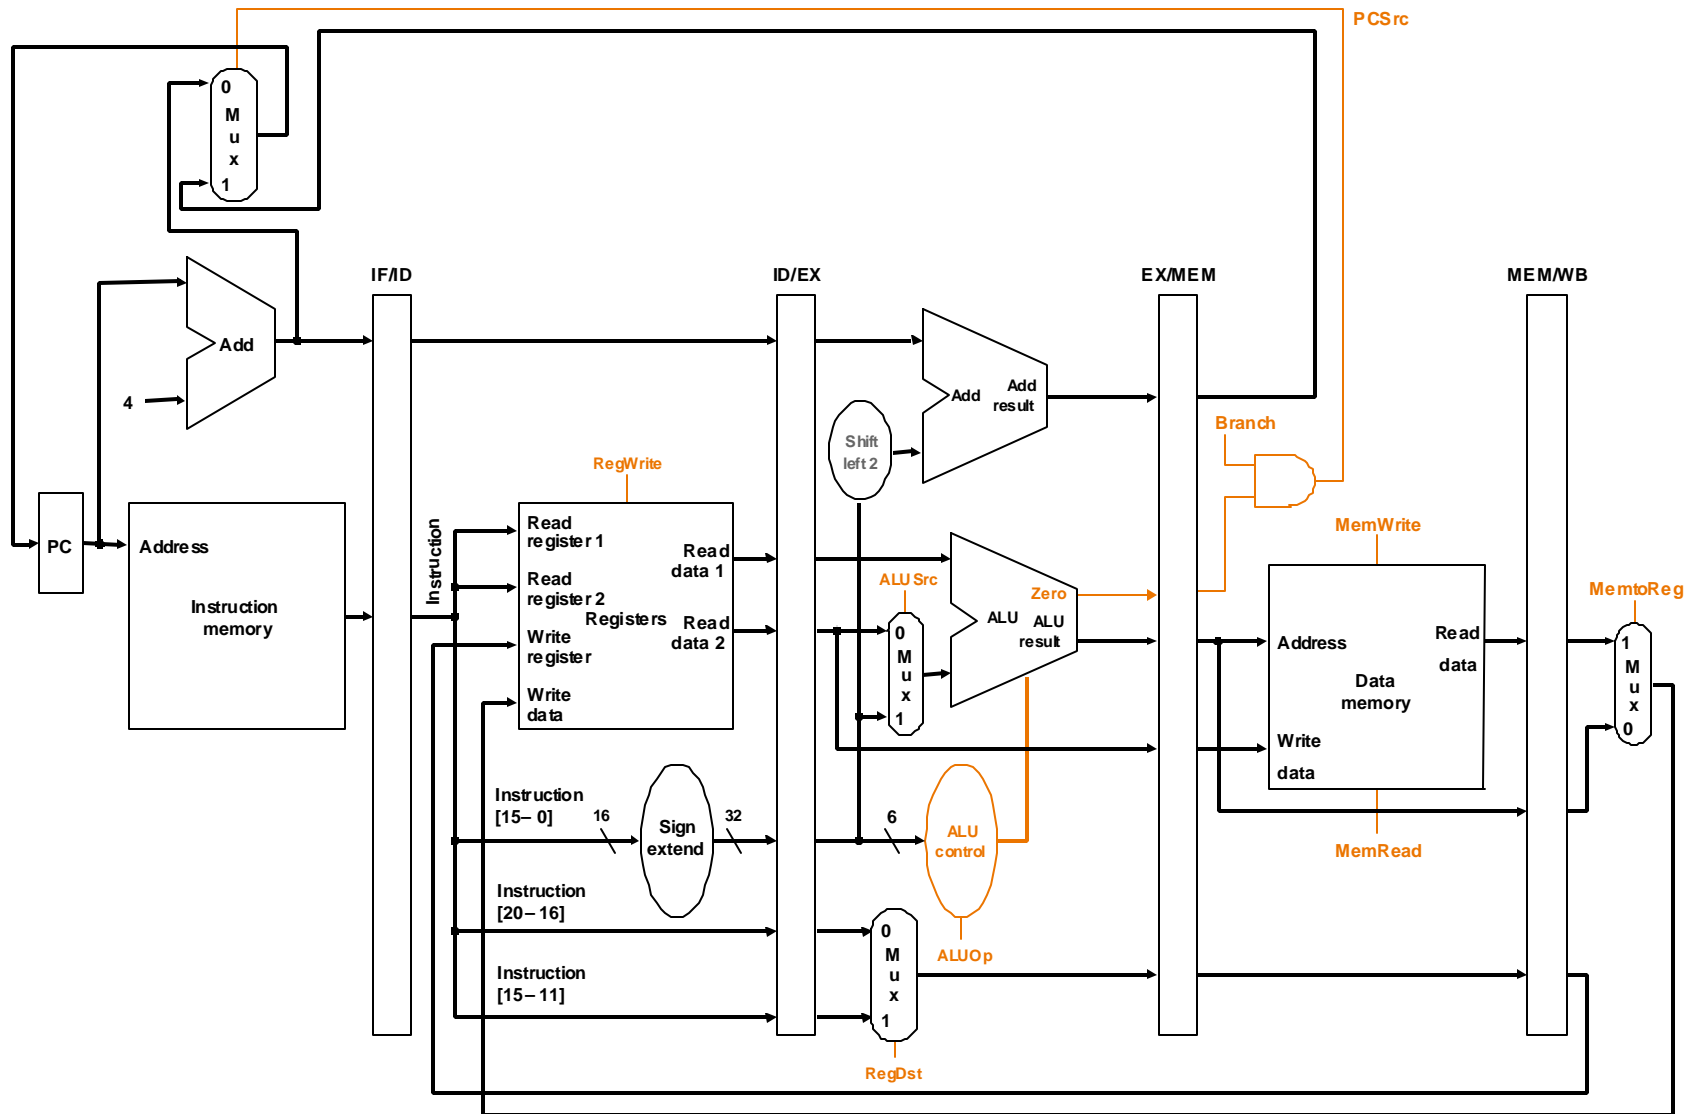 PCSrc
0
M
u
x
1
IF/ID
ID/EX
EX/MEM
MEM/WB
Add
4
Add
Add
result
Shift
left 2
Branch
RegWrite
PC
Address
Instruction
memory
Instruction
Read
register 1
Read
data 1
Read
register 2
Registers
Read
data 2
Write
register
Write
data
ALUSrc
0
M
u
x
1
Zero
ALU
ALU
result
MemWrite
Address
Read
data
Data
memory
Write
data
MemRead
MemtoReg
1
M
u
x
0
Instruction
[15– 0]
16
Sign
extend
32
6
ALU
control
ALUOp
Instruction
[20– 16]
Instruction
[15– 11]
0
M
u
x
1
RegDst